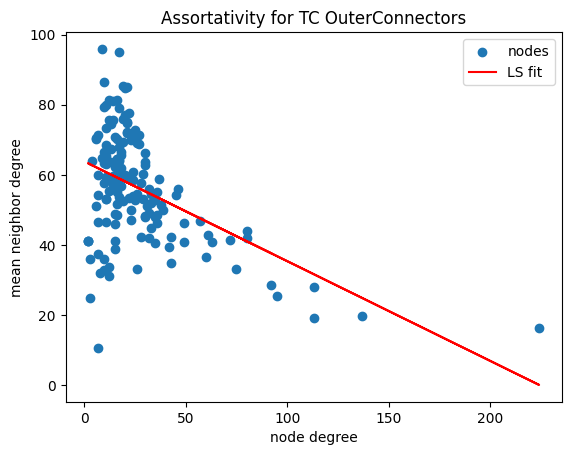 Assortativity for TC OuterConnectors
nodes
LS fit
100
80
60
40
20
0
mean neighbor degree
0
50
100
150
200
node degree